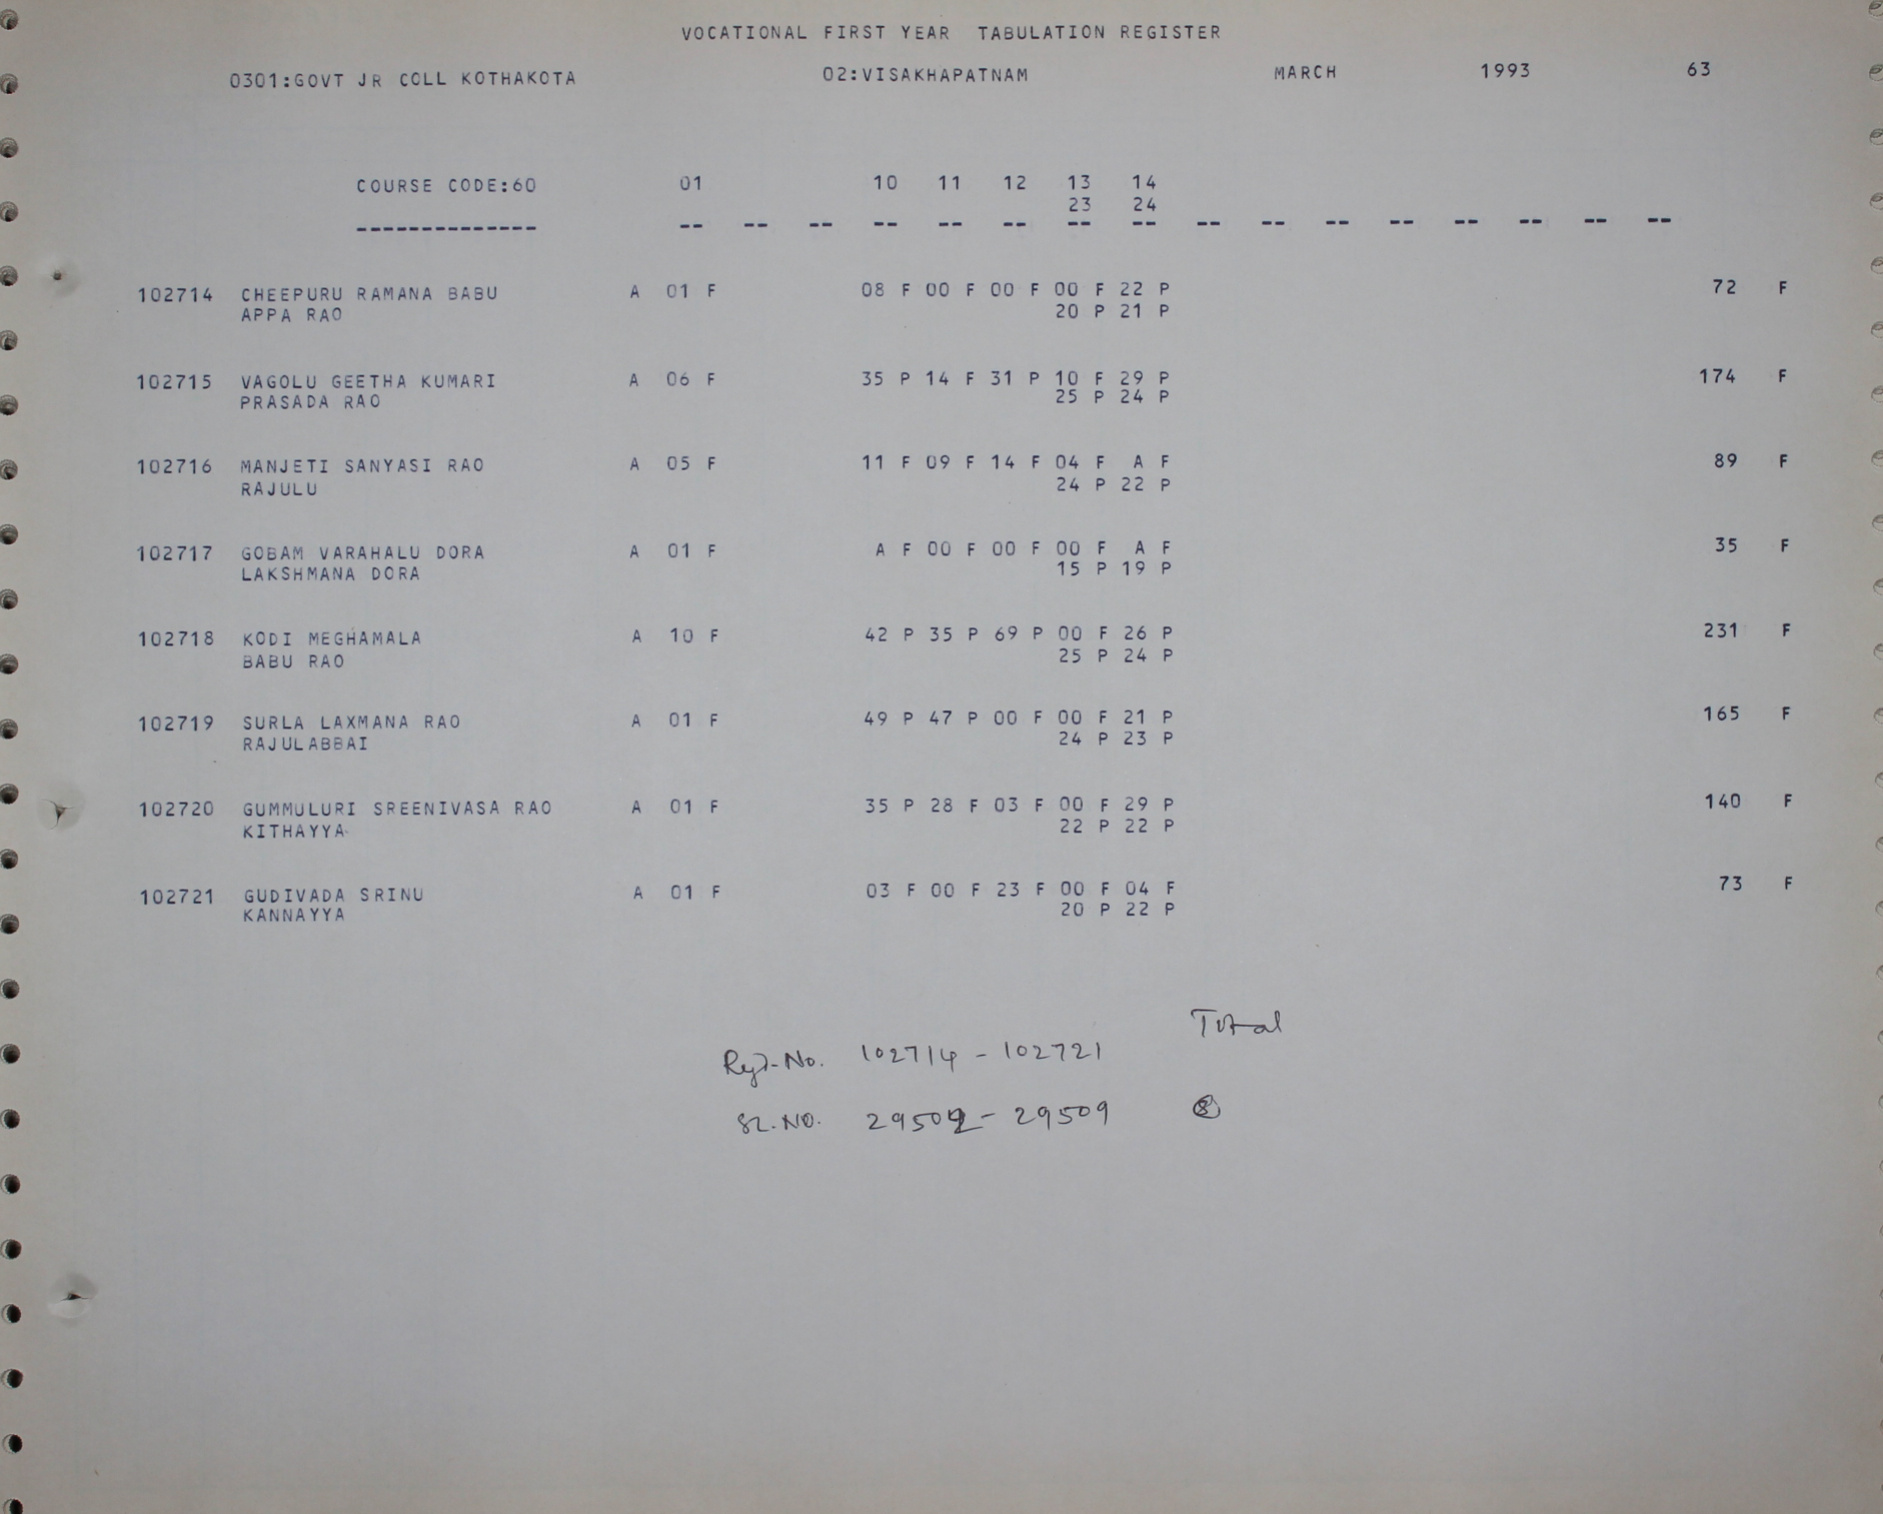 VOCATIONAL FIRST YEAR TABULATION REGISTER
0301:GOVT JR COLL KOTHAKOTA 02:VISAKHAPATNAM MARCH 1993 63
COURSE CODE:60 01 10 11 12 13 14
23 24
-------------- -- -- -- -- -- -- -- -- -- -- -- -- -- -- -- --
102714 CHEEPURU RAMANA BABU A 01 F 08 F 00 F 00 F 00 F 22 P 72 F
APPA RAO 20 P 21 P
102715 VAGOLU GEETHA KUMARI A 06 F 35 P 14 F 31 P 10 F 29 P 174 F
PRASADA RAO 25 P 24 P
102716 MANJETI SANYASI RAO A 05 F 11 F 09 F 14 F 04 F A F 89 F
RAJULU 24 P 22 P
102717 GOBAM VARAHALU DORA A 01 F A F 00 F 00 F 00 F A F 35 F
LAKSHMANA DORA 15 P 19 P
102718 KODI MEGHAMALA A 10 F 42 P 35 P 69 P 00 F 26 P 231 F
BABU RAO 25 P 24 P
102719 SURLA LAXMANA RAO A 01 F 49 P 47 P 00 F 00 F 21 P 165 F
RAJULABBAI 24 P 23 P
102720 GUMMULURI SREENIVASA RAO A 01 F 35 P 28 F 03 F 00 F 29 P 140 F
KITHAYYA 22 P 22 P
102721 GUDIVADA SRINU A 01 F 03 F 00 F 23 F 00 F 04 F 73 F
KANNAYYA 20 P 22 P
Total
Regd-No. 102714 - 102721
SL.NO. 29502 - 29509 8